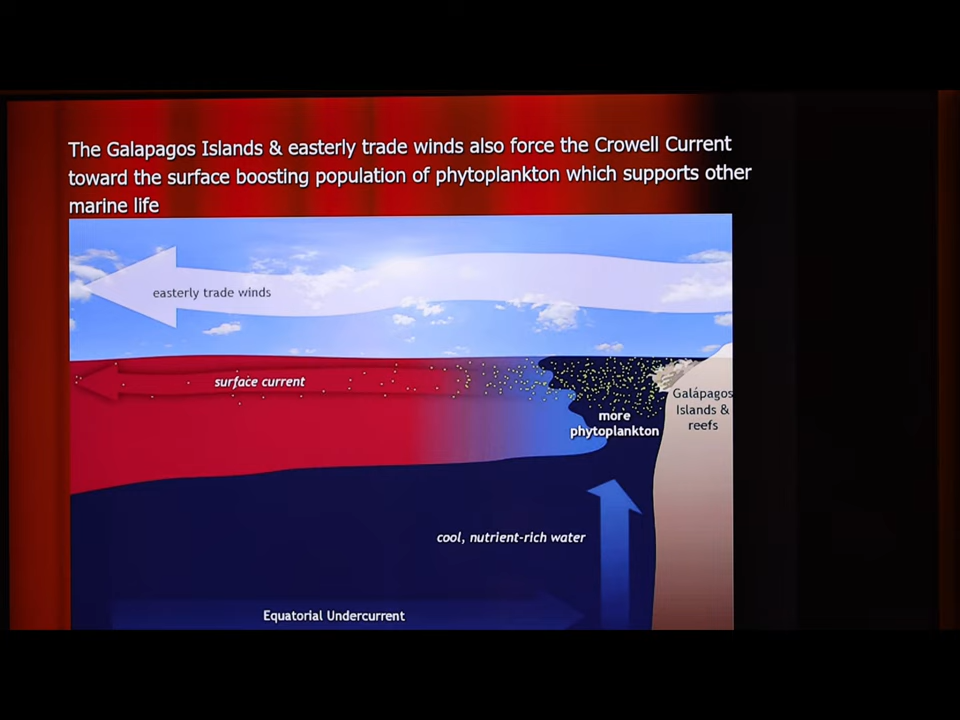 The Galapagos Islands & easterly trade winds also force the Crowell Current
toward the surface boosting population of phytoplankton which supports other
marine life
easterly trade winds
surface current
Galápagos
Islands &
reefs
more
phytoplankton
cool, nutrient-rich water
Equatorial Undercurrent